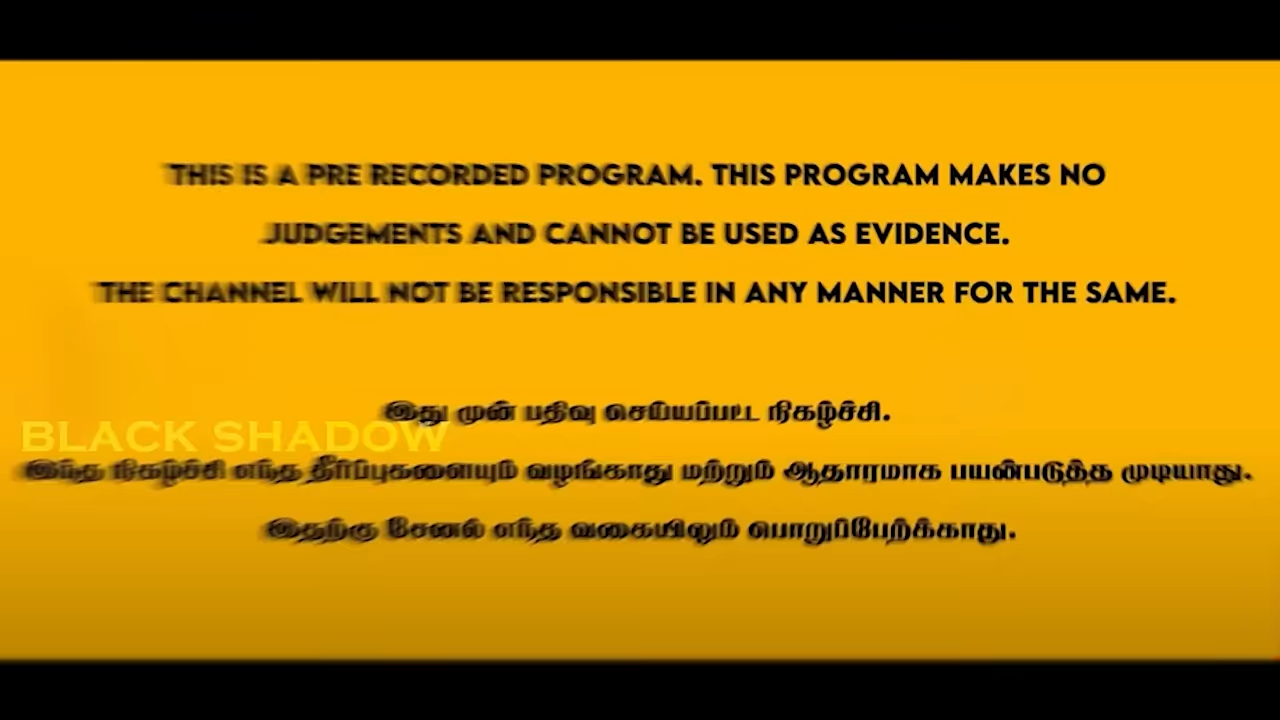 THIS IS A PRE RECORDED PROGRAM. THIS PROGRAM MAKES NO
JUDGEMENTS AND CANNOT BE USED AS EVIDENCE.
THE CHANNEL WILL NOT BE RESPONSIBLE IN ANY MANNER FOR THE SAME.
இது முன் பதிவு செய்யப்பட்ட நிகழ்ச்சி.
BLACK SHADOW
இந்த நிகழ்ச்சி எந்த தீர்ப்புகளையும் வழங்காது மற்றும் ஆதாரமாக பயன்படுத்த முடியாது.
இதற்கு சேனல் எந்த வகையிலும் பொறுப்பேற்க்காது.